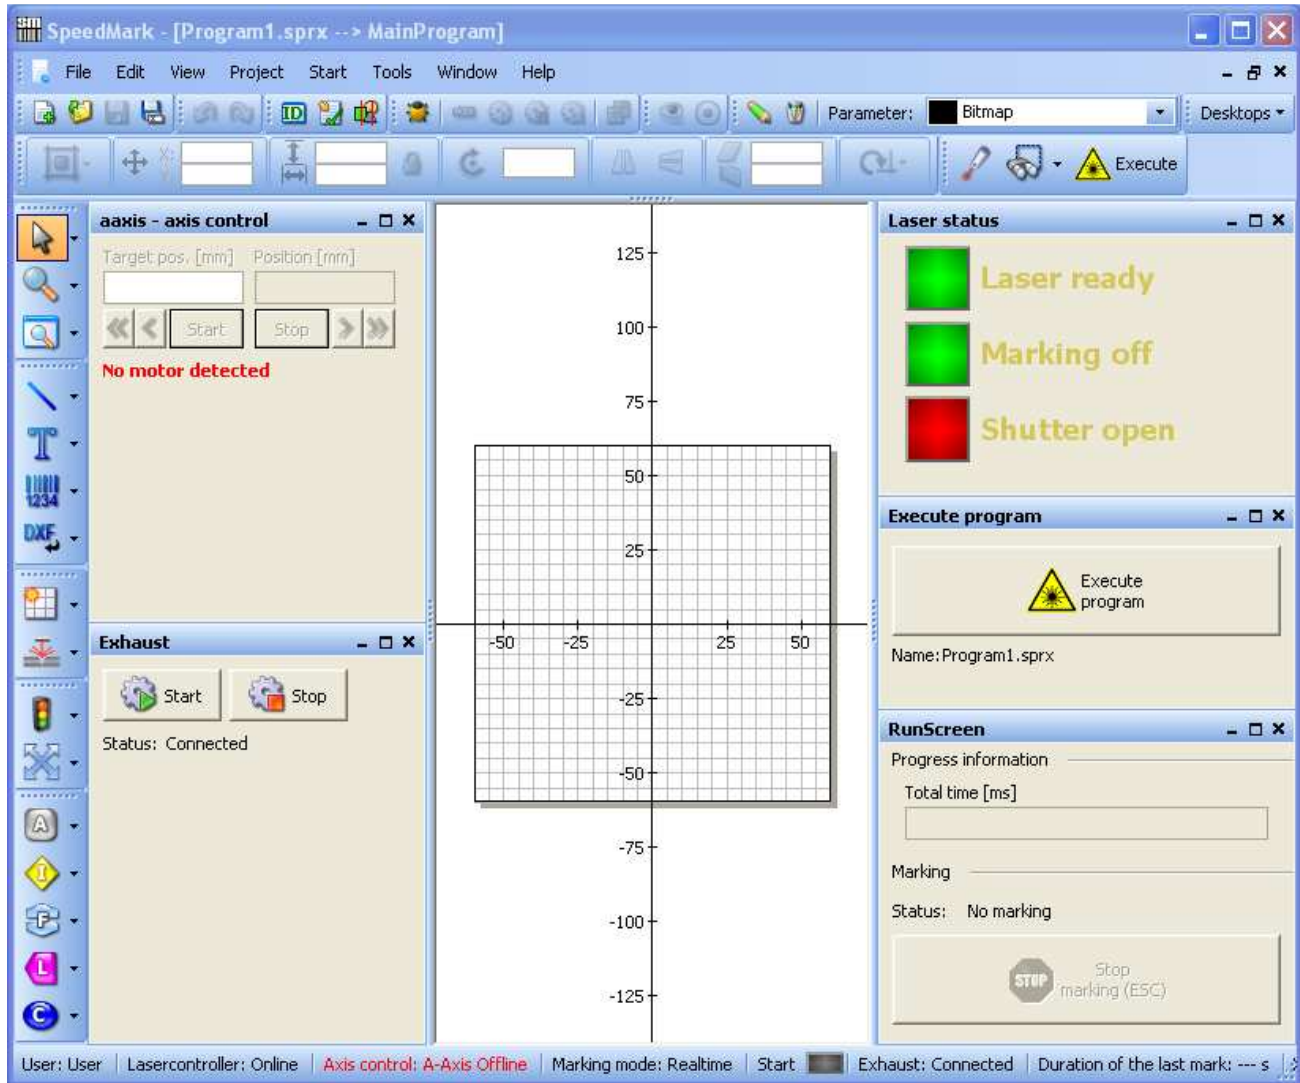 SpeedMark - [Program1.sprx --> MainProgram]
File Edit View Project Start Tools Window Help
ID Parameter: Bitmap Desktops
X: Y: Execute
aaxis - axis control
Target pos. [mm] Position [mm]
Start Stop
No motor detected
T
1234
DXF
A
I
F
L
C
Exhaust
Start Stop
Status: Connected
125
100
75
50
25
-50 -25 25 50
-25
-50
-75
-100
-125
Laser status
Laser ready
Marking off
Shutter open
Execute program
Execute
program
Name:Program1.sprx
RunScreen
Progress information
Total time [ms]
Marking
Status: No marking
STOP
Stop
marking (ESC)
User: User Lasercontroller: Online Axis control: A-Axis Offline Marking mode: Realtime Start Exhaust: Connected Duration of the last mark: --- s